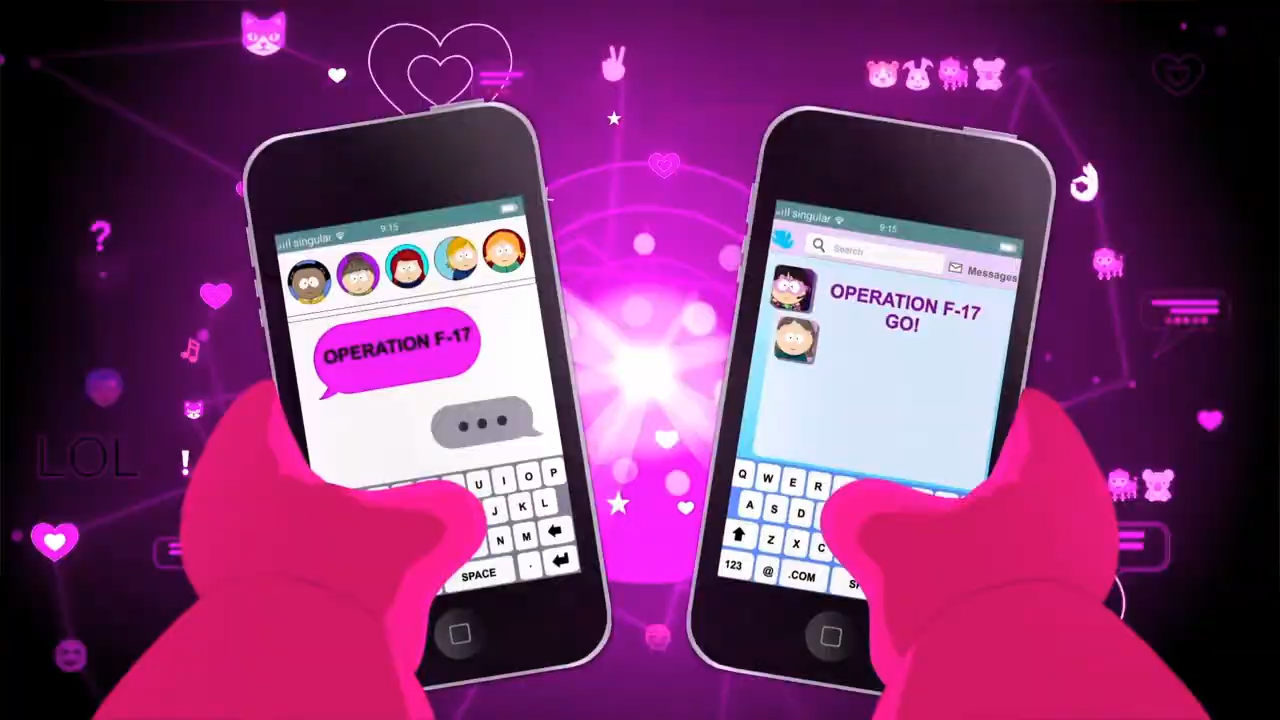 singular
9:15
OPERATION F-17
U I O P
J K L
N M
SPACE .
singular
9:15
Search
Messages
OPERATION F-17
GO!
Q W E R
A S D
Z X C
123 @ .COM
?
LOL
!